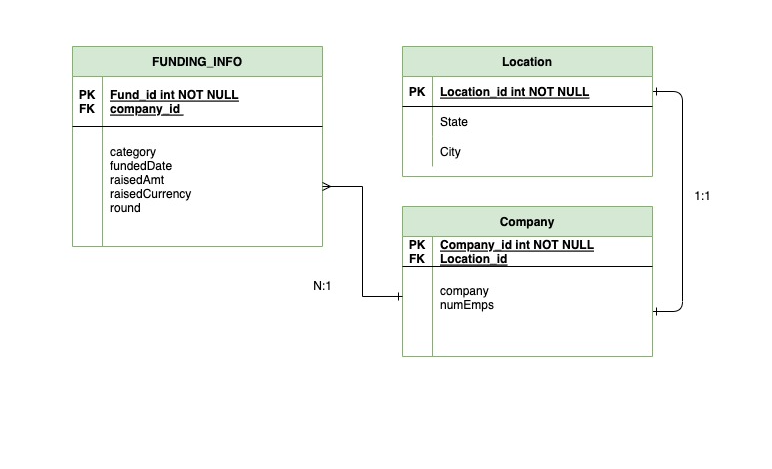 FUNDING_INFO
PK Fund_id int NOT NULL
FK company_id
category
fundedDate
raisedAmt
raisedCurrency
round
Location
PK Location_id int NOT NULL
State
City
1:1
Company
PK Company_id int NOT NULL
FK Location_id
company
numEmps
N:1